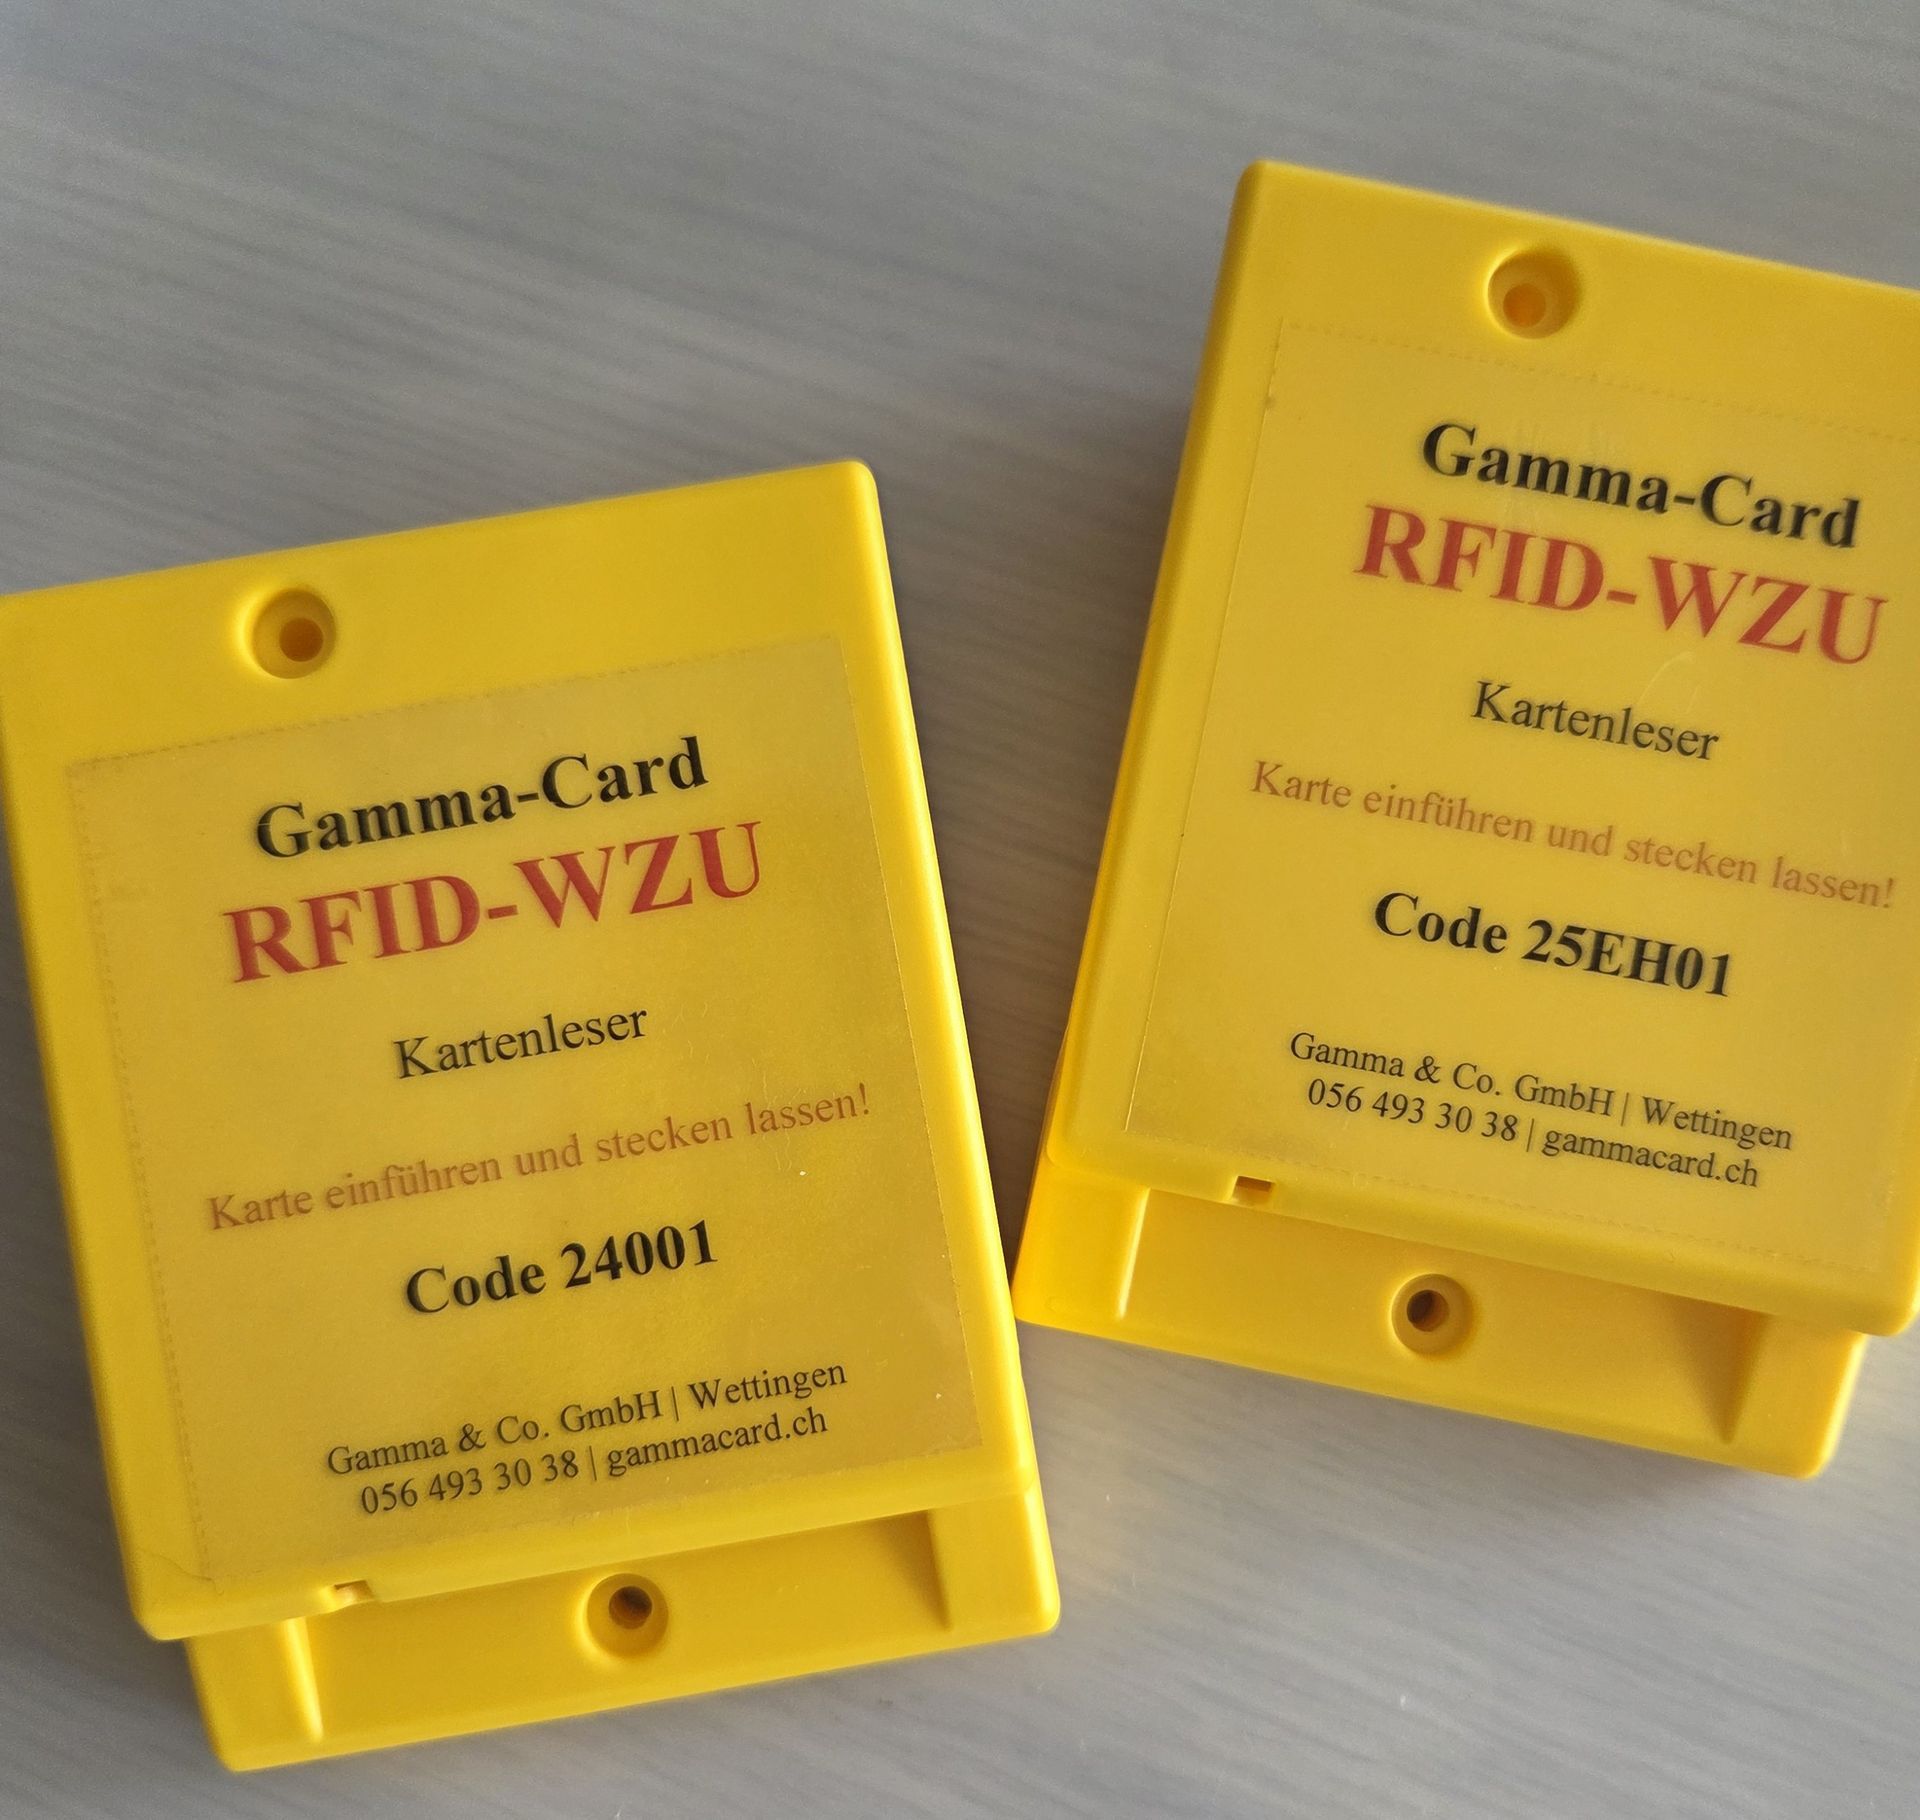 Gamma-Card
RFID-WZU
Kartenleser
Karte einführen und stecken lassen!
Code 24001
Gamma & Co. GmbH | Wettingen
056 493 30 38 | gammacard.ch
Gamma-Card
RFID-WZU
Kartenleser
Karte einführen und stecken lassen!
Code 25EH01
Gamma & Co. GmbH | Wettingen
056 493 30 38 | gammacard.ch